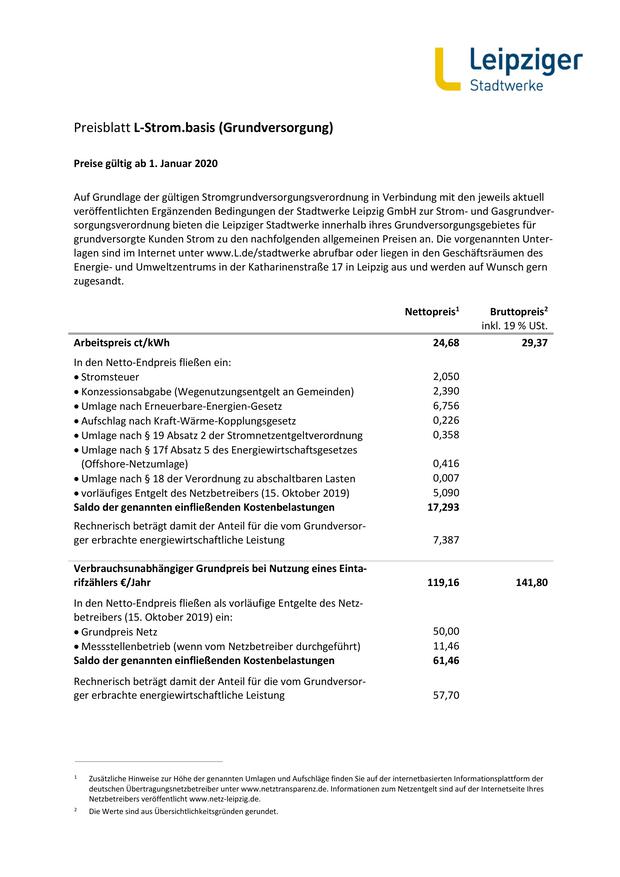 Leipziger
Stadtwerke
Preisblatt L-Strom.basis (Grundversorgung)
Preise gültig ab 1. Januar 2020
Auf Grundlage der gültigen Stromgrundversorgungsverordnung in Verbindung mit den jeweils aktuell
veröffentlichten Ergänzenden Bedingungen der Stadtwerke Leipzig GmbH zur Strom- und Gasgrundver-
sorgungsverordnung bieten die Leipziger Stadtwerke innerhalb ihres Grundversorgungsgebietes für
grundversorgte Kunden Strom zu den nachfolgenden allgemeinen Preisen an. Die vorgenannten Unter-
lagen sind im Internet unter www.L.de/stadtwerke abrufbar oder liegen in den Geschäftsräumen des
Energie- und Umweltzentrums in der Katharinenstraße 17 in Leipzig aus und werden auf Wunsch gern
zugesandt.
Nettopreis¹ Bruttopreis²
inkl. 19 % USt.
Arbeitspreis ct/kWh 24,68 29,37
In den Netto-Endpreis fließen ein:
• Stromsteuer 2,050
• Konzessionsabgabe (Wegenutzungsentgelt an Gemeinden) 2,390
• Umlage nach Erneuerbare-Energien-Gesetz 6,756
• Aufschlag nach Kraft-Wärme-Kopplungsgesetz 0,226
• Umlage nach § 19 Absatz 2 der Stromnetzentgeltverordnung 0,358
• Umlage nach § 17f Absatz 5 des Energiewirtschaftsgesetzes
(Offshore-Netzumlage) 0,416
• Umlage nach § 18 der Verordnung zu abschaltbaren Lasten 0,007
• vorläufiges Entgelt des Netzbetreibers (15. Oktober 2019) 5,090
Saldo der genannten einfließenden Kostenbelastungen 17,293
Rechnerisch beträgt damit der Anteil für die vom Grundversor-
ger erbrachte energiewirtschaftliche Leistung 7,387
Verbrauchsunabhängiger Grundpreis bei Nutzung eines Einta-
rifzählers €/Jahr 119,16 141,80
In den Netto-Endpreis fließen als vorläufige Entgelte des Netz-
betreibers (15. Oktober 2019) ein:
• Grundpreis Netz 50,00
• Messstellenbetrieb (wenn vom Netzbetreiber durchgeführt) 11,46
Saldo der genannten einfließenden Kostenbelastungen 61,46
Rechnerisch beträgt damit der Anteil für die vom Grundversor-
ger erbrachte energiewirtschaftliche Leistung 57,70
¹ Zusätzliche Hinweise zur Höhe der genannten Umlagen und Aufschläge finden Sie auf der internetbasierten Informationsplattform der
deutschen Übertragungsnetzbetreiber unter www.netztransparenz.de. Informationen zum Netzentgelt sind auf der Internetseite Ihres
Netzbetreibers veröffentlicht www.netz-leipzig.de.
² Die Werte sind aus Übersichtlichkeitsgründen gerundet.